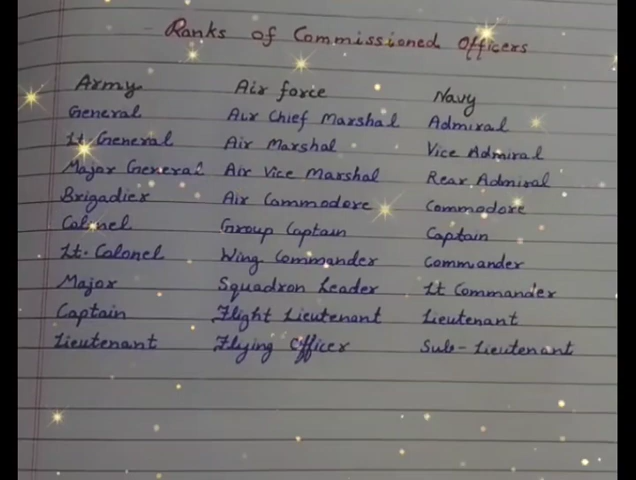 Ranks of Commissioned Officers
Army Air force Navy
General Air Chief Marshal Admiral
Lt. General Air Marshal Vice Admiral
Major General Air Vice Marshal Rear Admiral
Brigadier Air Commodore Commodore
Colonel Group Captain Captain
Lt. Colonel Wing Commander Commander
Major Squadron Leader Lt Commander
Captain Flight Lieutenant Lieutenant
Lieutenant Flying Officer Sub-Lieutenant